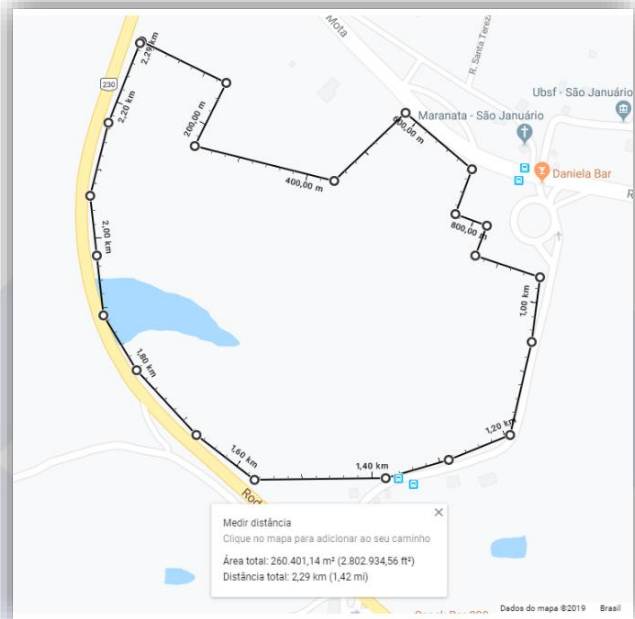 Mota
R. Santa Tereza
230
2,29 km
2,20 km
200,00 m
400,00 m
600,00 m
Ubsf - São Januário
Maranata - São Januário
Daniela Bar
R
800,00 m
2,00 km
1,00 km
1,80 km
1,20 km
1,60 km
1,40 km
Rod
Medir distância
Clique no mapa para adicionar ao seu caminho
Área total: 260.401,14 m² (2.802.934,56 ft²)
Distância total: 2,29 km (1,42 mi)
Dados do mapa ©2019 Brasil